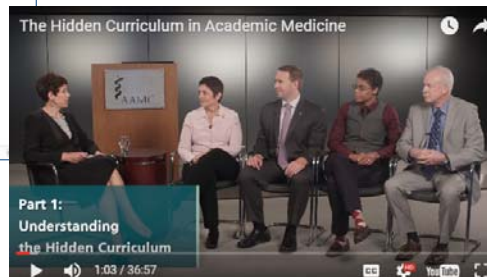 The Hidden Curriculum in Academic Medicine
AAMC
Part 1:
Understanding
the Hidden Curriculum
1:03 / 36:57
CC
HD
YouTube